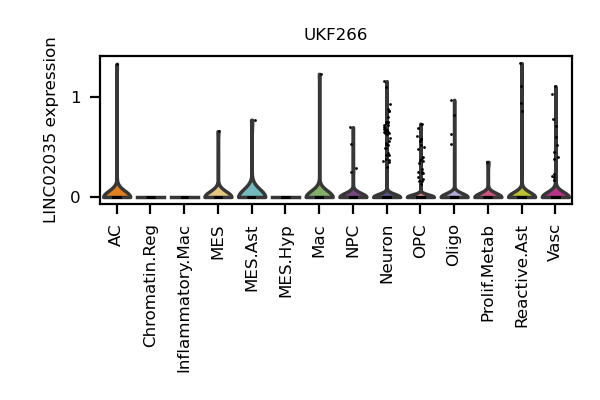 UKF266
LINC02035 expression
1
0
AC
Chromatin.Reg
Inflammatory.Mac
MES
MES.Ast
MES.Hyp
Mac
NPC
Neuron
OPC
Oligo
Prolif.Metab
Reactive.Ast
Vasc